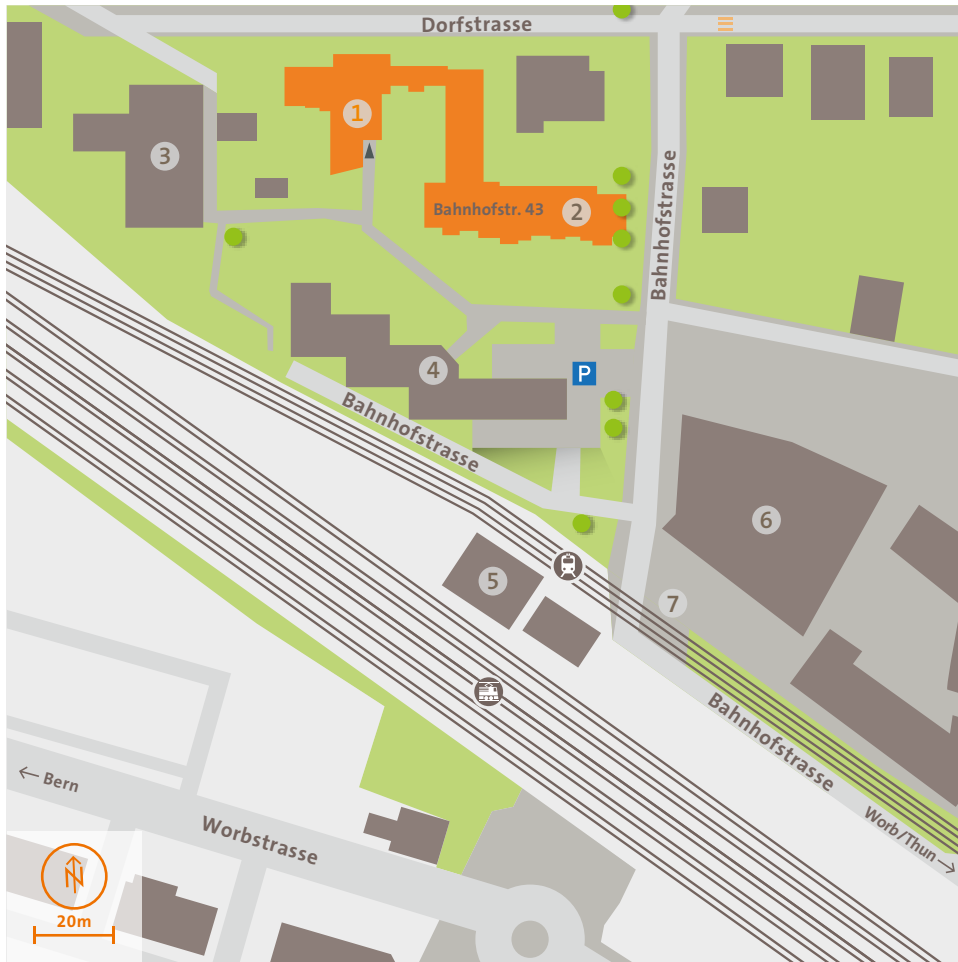 Dorfstrasse
1
3
Bahnhofstr. 43
2
Bahnhofstrasse
4
P
Bahnhofstrasse
6
5
7
Bahnhofstrasse
← Bern
Worbstrasse
Worb/Thun →
N
20m